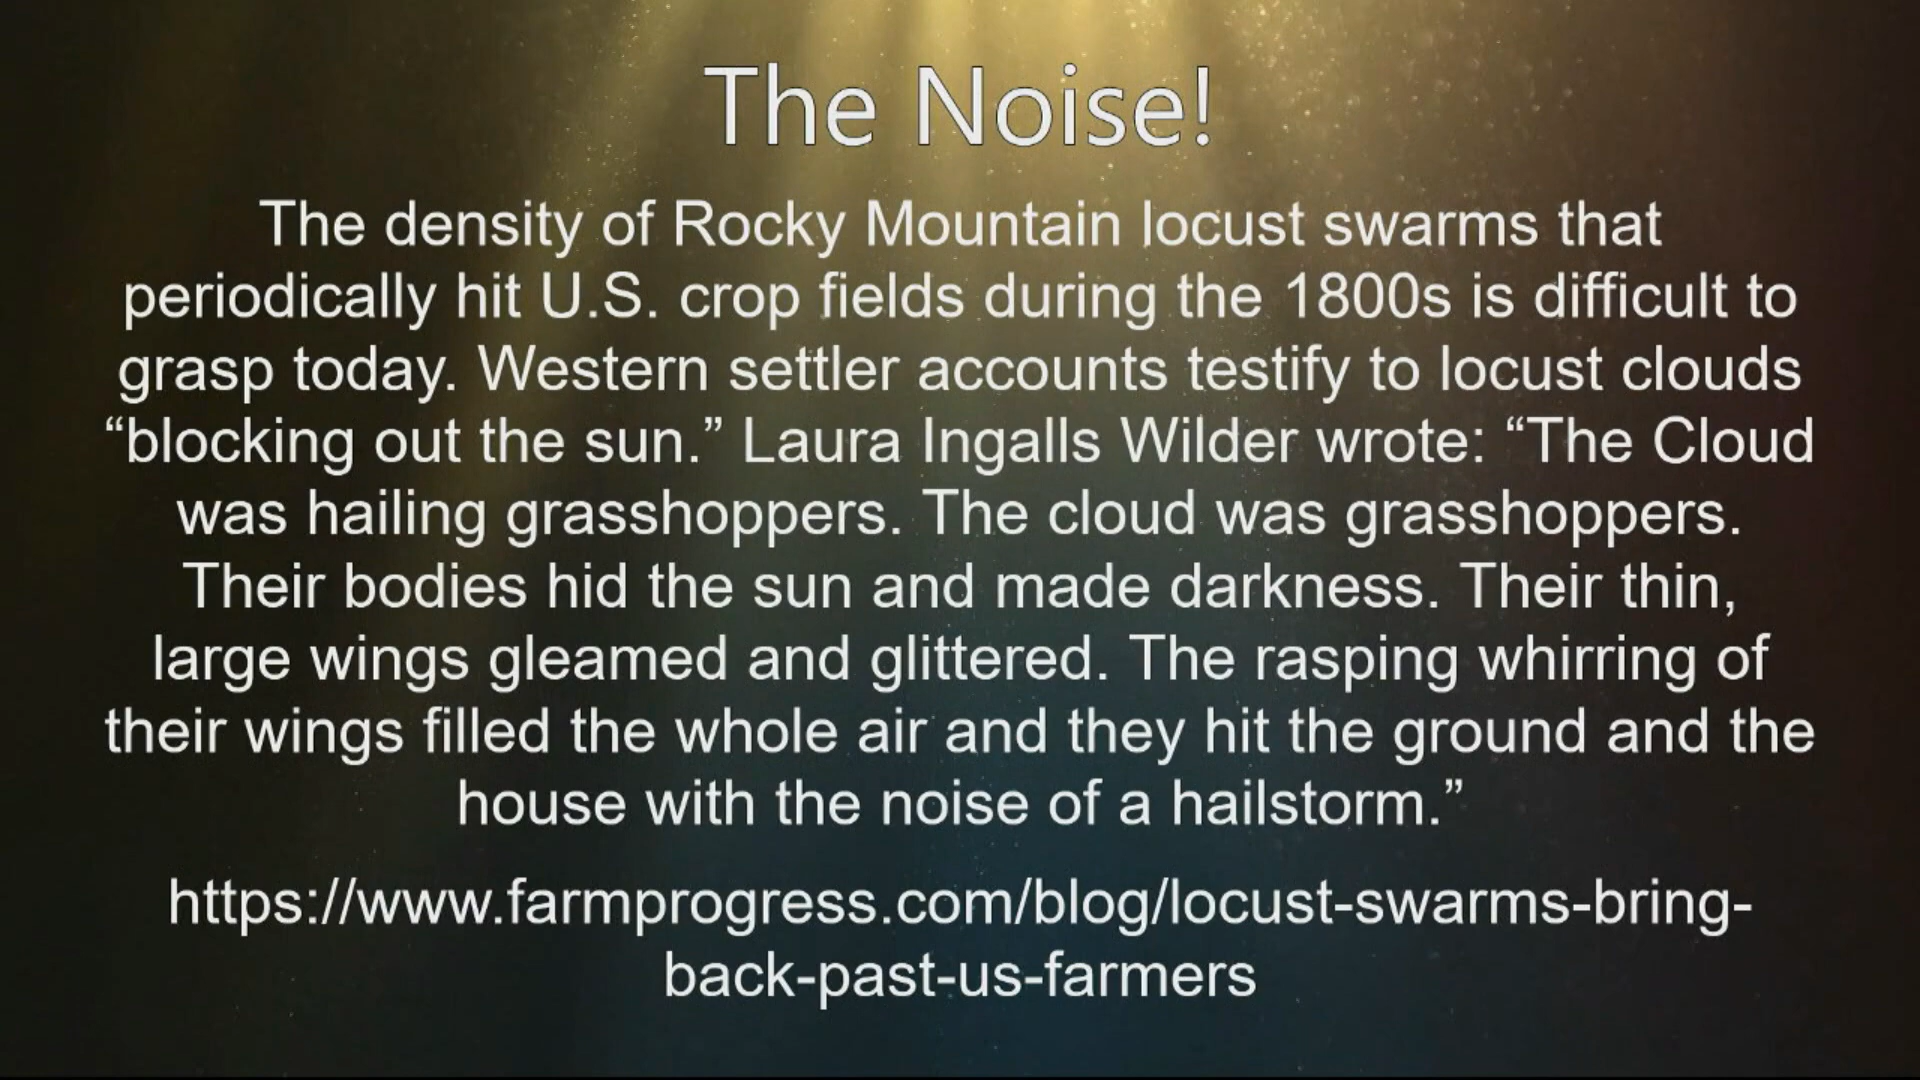 The Noise!
The density of Rocky Mountain locust swarms that
periodically hit U.S. crop fields during the 1800s is difficult to
grasp today. Western settler accounts testify to locust clouds
“blocking out the sun.” Laura Ingalls Wilder wrote: “The Cloud
was hailing grasshoppers. The cloud was grasshoppers.
Their bodies hid the sun and made darkness. Their thin,
large wings gleamed and glittered. The rasping whirring of
their wings filled the whole air and they hit the ground and the
house with the noise of a hailstorm.”
https://www.farmprogress.com/blog/locust-swarms-bring-
back-past-us-farmers